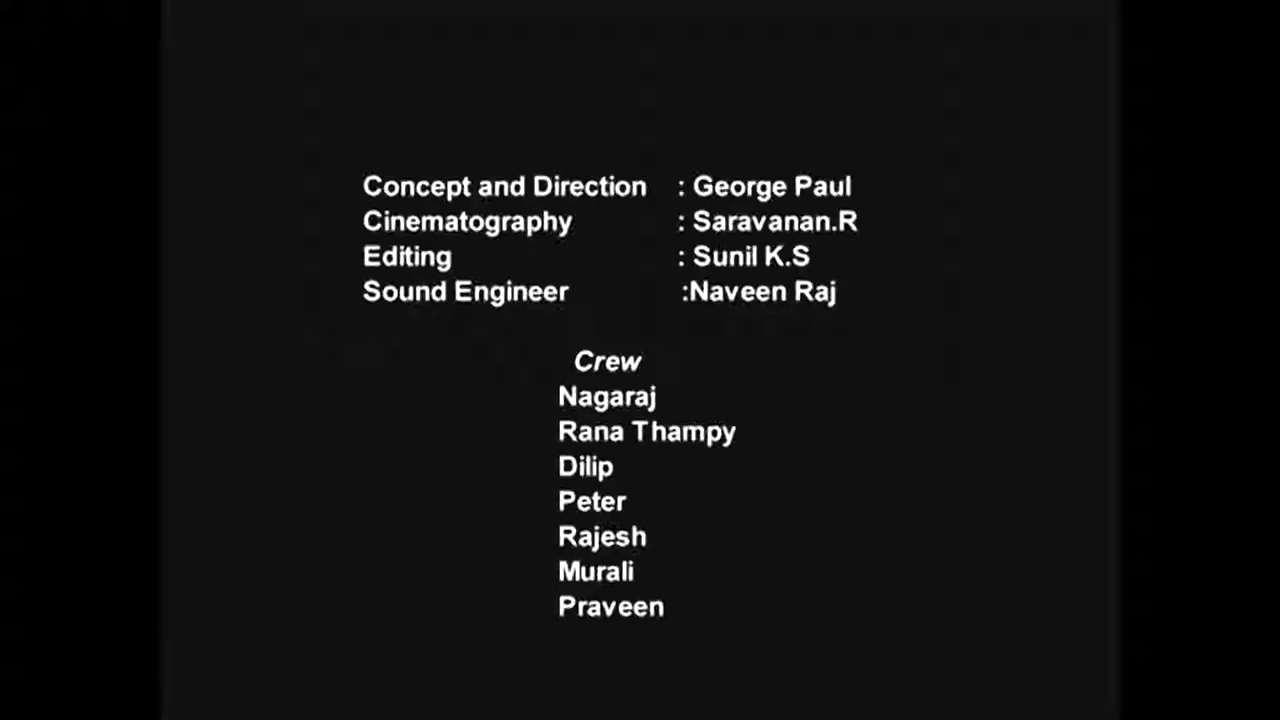 Concept and Direction : George Paul
Cinematography : Saravanan.R
Editing : Sunil K.S
Sound Engineer :Naveen Raj
Crew
Nagaraj
Rana Thampy
Dilip
Peter
Rajesh
Murali
Praveen